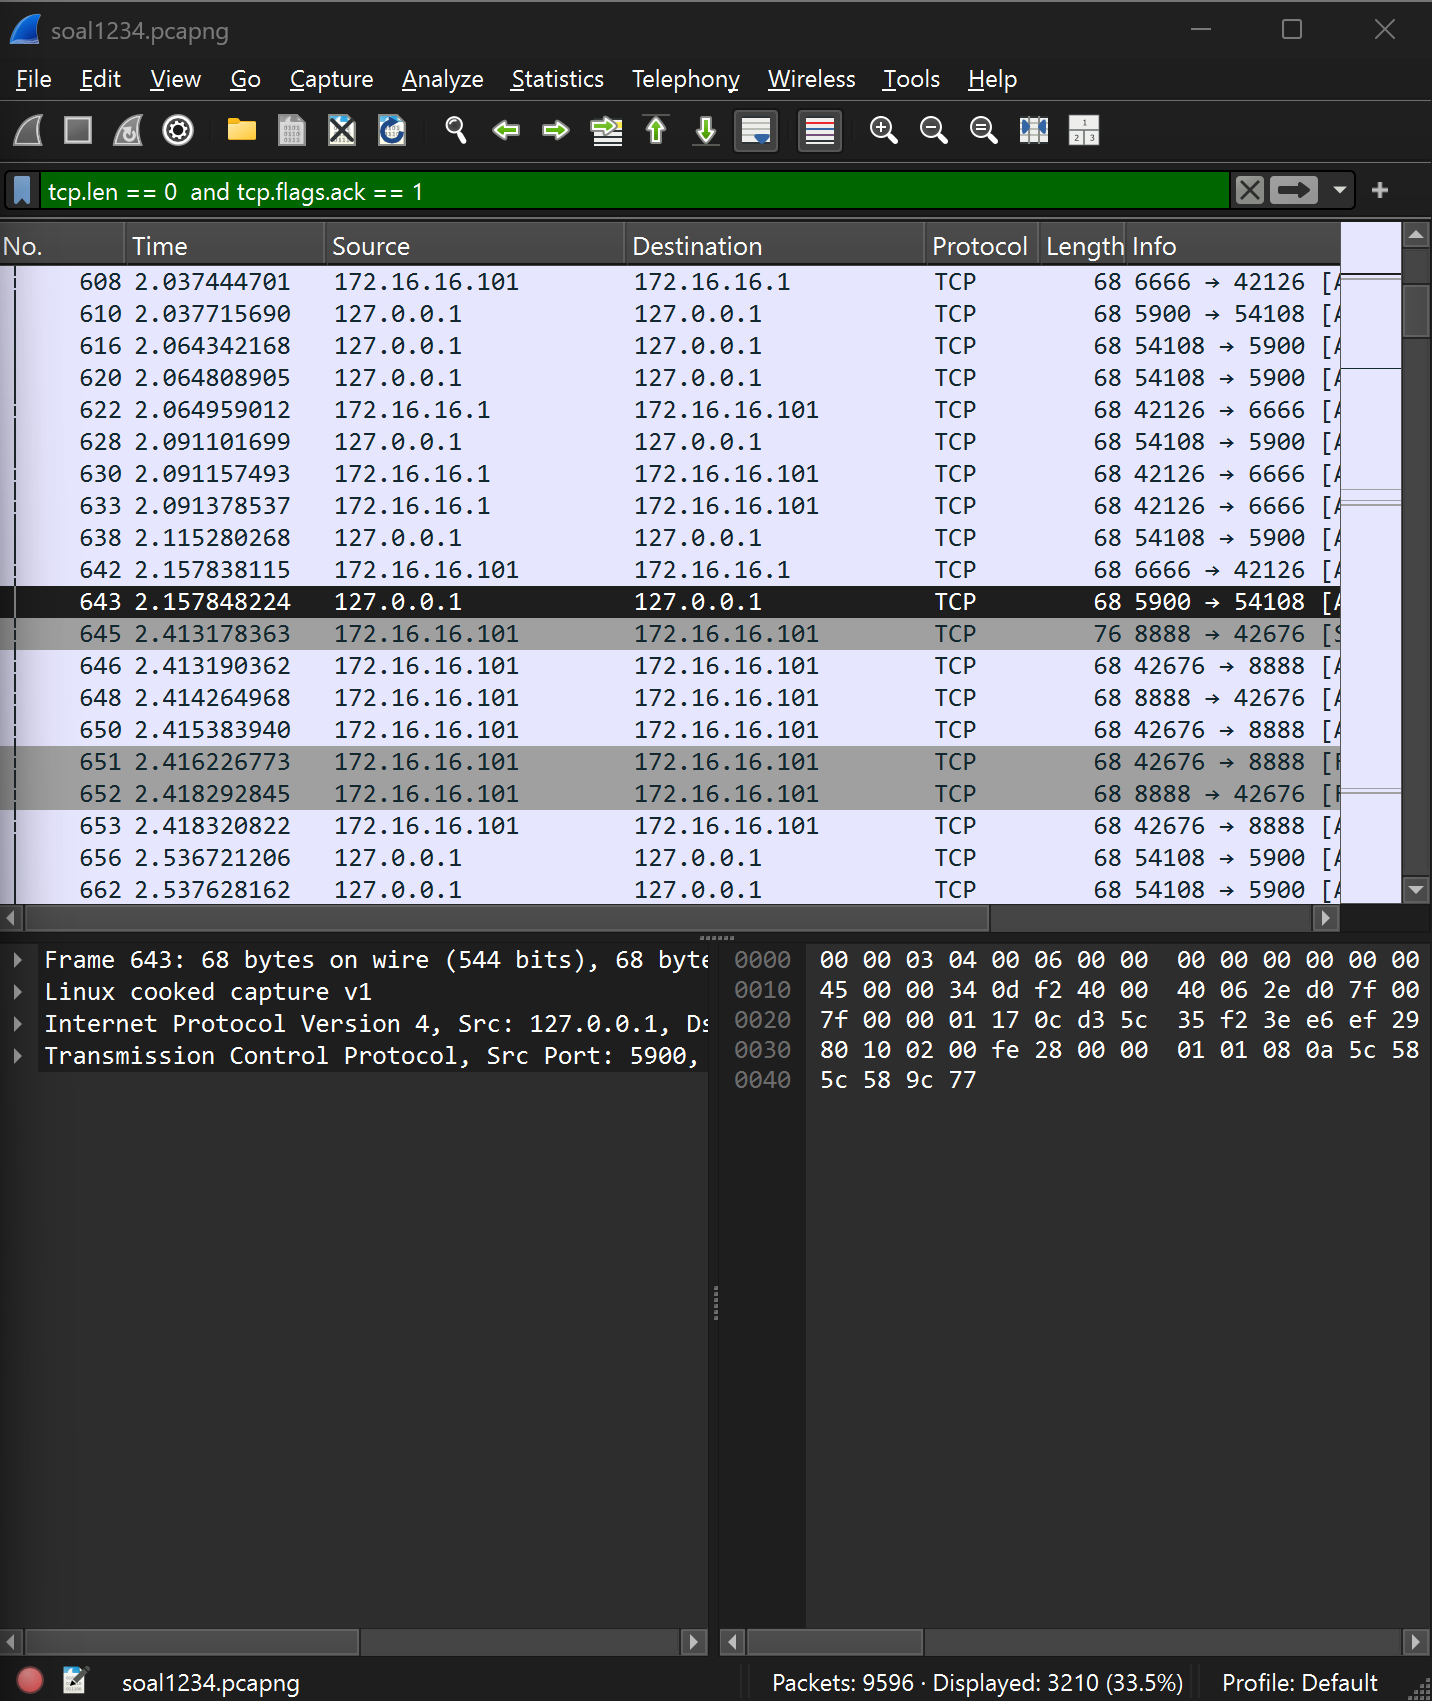 soal1234.pcapng
File Edit View Go Capture Analyze Statistics Telephony Wireless Tools Help
tcp.len == 0  and tcp.flags.ack == 1
No. Time Source Destination Protocol Length Info
608 2.037444701 172.16.16.101 172.16.16.1 TCP 68 6666 → 42126 [A
610 2.037715690 127.0.0.1 127.0.0.1 TCP 68 5900 → 54108 [A
616 2.064342168 127.0.0.1 127.0.0.1 TCP 68 54108 → 5900 [A
620 2.064808905 127.0.0.1 127.0.0.1 TCP 68 54108 → 5900 [A
622 2.064959012 172.16.16.1 172.16.16.101 TCP 68 42126 → 6666 [A
628 2.091101699 127.0.0.1 127.0.0.1 TCP 68 54108 → 5900 [A
630 2.091157493 172.16.16.1 172.16.16.101 TCP 68 42126 → 6666 [A
633 2.091378537 172.16.16.1 172.16.16.101 TCP 68 42126 → 6666 [A
638 2.115280268 127.0.0.1 127.0.0.1 TCP 68 54108 → 5900 [A
642 2.157838115 172.16.16.101 172.16.16.1 TCP 68 6666 → 42126 [A
643 2.157848224 127.0.0.1 127.0.0.1 TCP 68 5900 → 54108 [A
645 2.413178363 172.16.16.101 172.16.16.101 TCP 76 8888 → 42676 [S
646 2.413190362 172.16.16.101 172.16.16.101 TCP 68 42676 → 8888 [A
648 2.414264968 172.16.16.101 172.16.16.101 TCP 68 8888 → 42676 [A
650 2.415383940 172.16.16.101 172.16.16.101 TCP 68 42676 → 8888 [A
651 2.416226773 172.16.16.101 172.16.16.101 TCP 68 42676 → 8888 [F
652 2.418292845 172.16.16.101 172.16.16.101 TCP 68 8888 → 42676 [F
653 2.418320822 172.16.16.101 172.16.16.101 TCP 68 42676 → 8888 [A
656 2.536721206 127.0.0.1 127.0.0.1 TCP 68 54108 → 5900 [A
662 2.537628162 127.0.0.1 127.0.0.1 TCP 68 54108 → 5900 [A
Frame 643: 68 bytes on wire (544 bits), 68 byte
Linux cooked capture v1
Internet Protocol Version 4, Src: 127.0.0.1, Ds
Transmission Control Protocol, Src Port: 5900,
0000 00 00 03 04 00 06 00 00  00 00 00 00 00 00
0010 45 00 00 34 0d f2 40 00  40 06 2e d0 7f 00
0020 7f 00 00 01 17 0c d3 5c  35 f2 3e e6 ef 29
0030 80 10 02 00 fe 28 00 00  01 01 08 0a 5c 58
0040 5c 58 9c 77
soal1234.pcapng
Packets: 9596 · Displayed: 3210 (33.5%)
Profile: Default